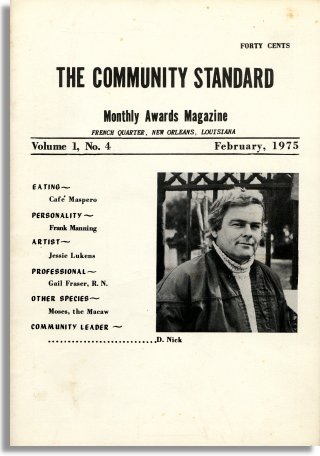 FORTY CENTS
THE COMMUNITY STANDARD
Monthly Awards Magazine
FRENCH QUARTER, NEW ORLEANS, LOUISIANA
Volume 1, No. 4 February, 1975
EATING~
Café Maspero
PERSONALITY~
Frank Manning
ARTIST~
Jessie Lukens
PROFESSIONAL~
Gail Fraser, R. N.
OTHER SPECIES~
Moses, the Macaw
COMMUNITY LEADER ~
............................D. Nick